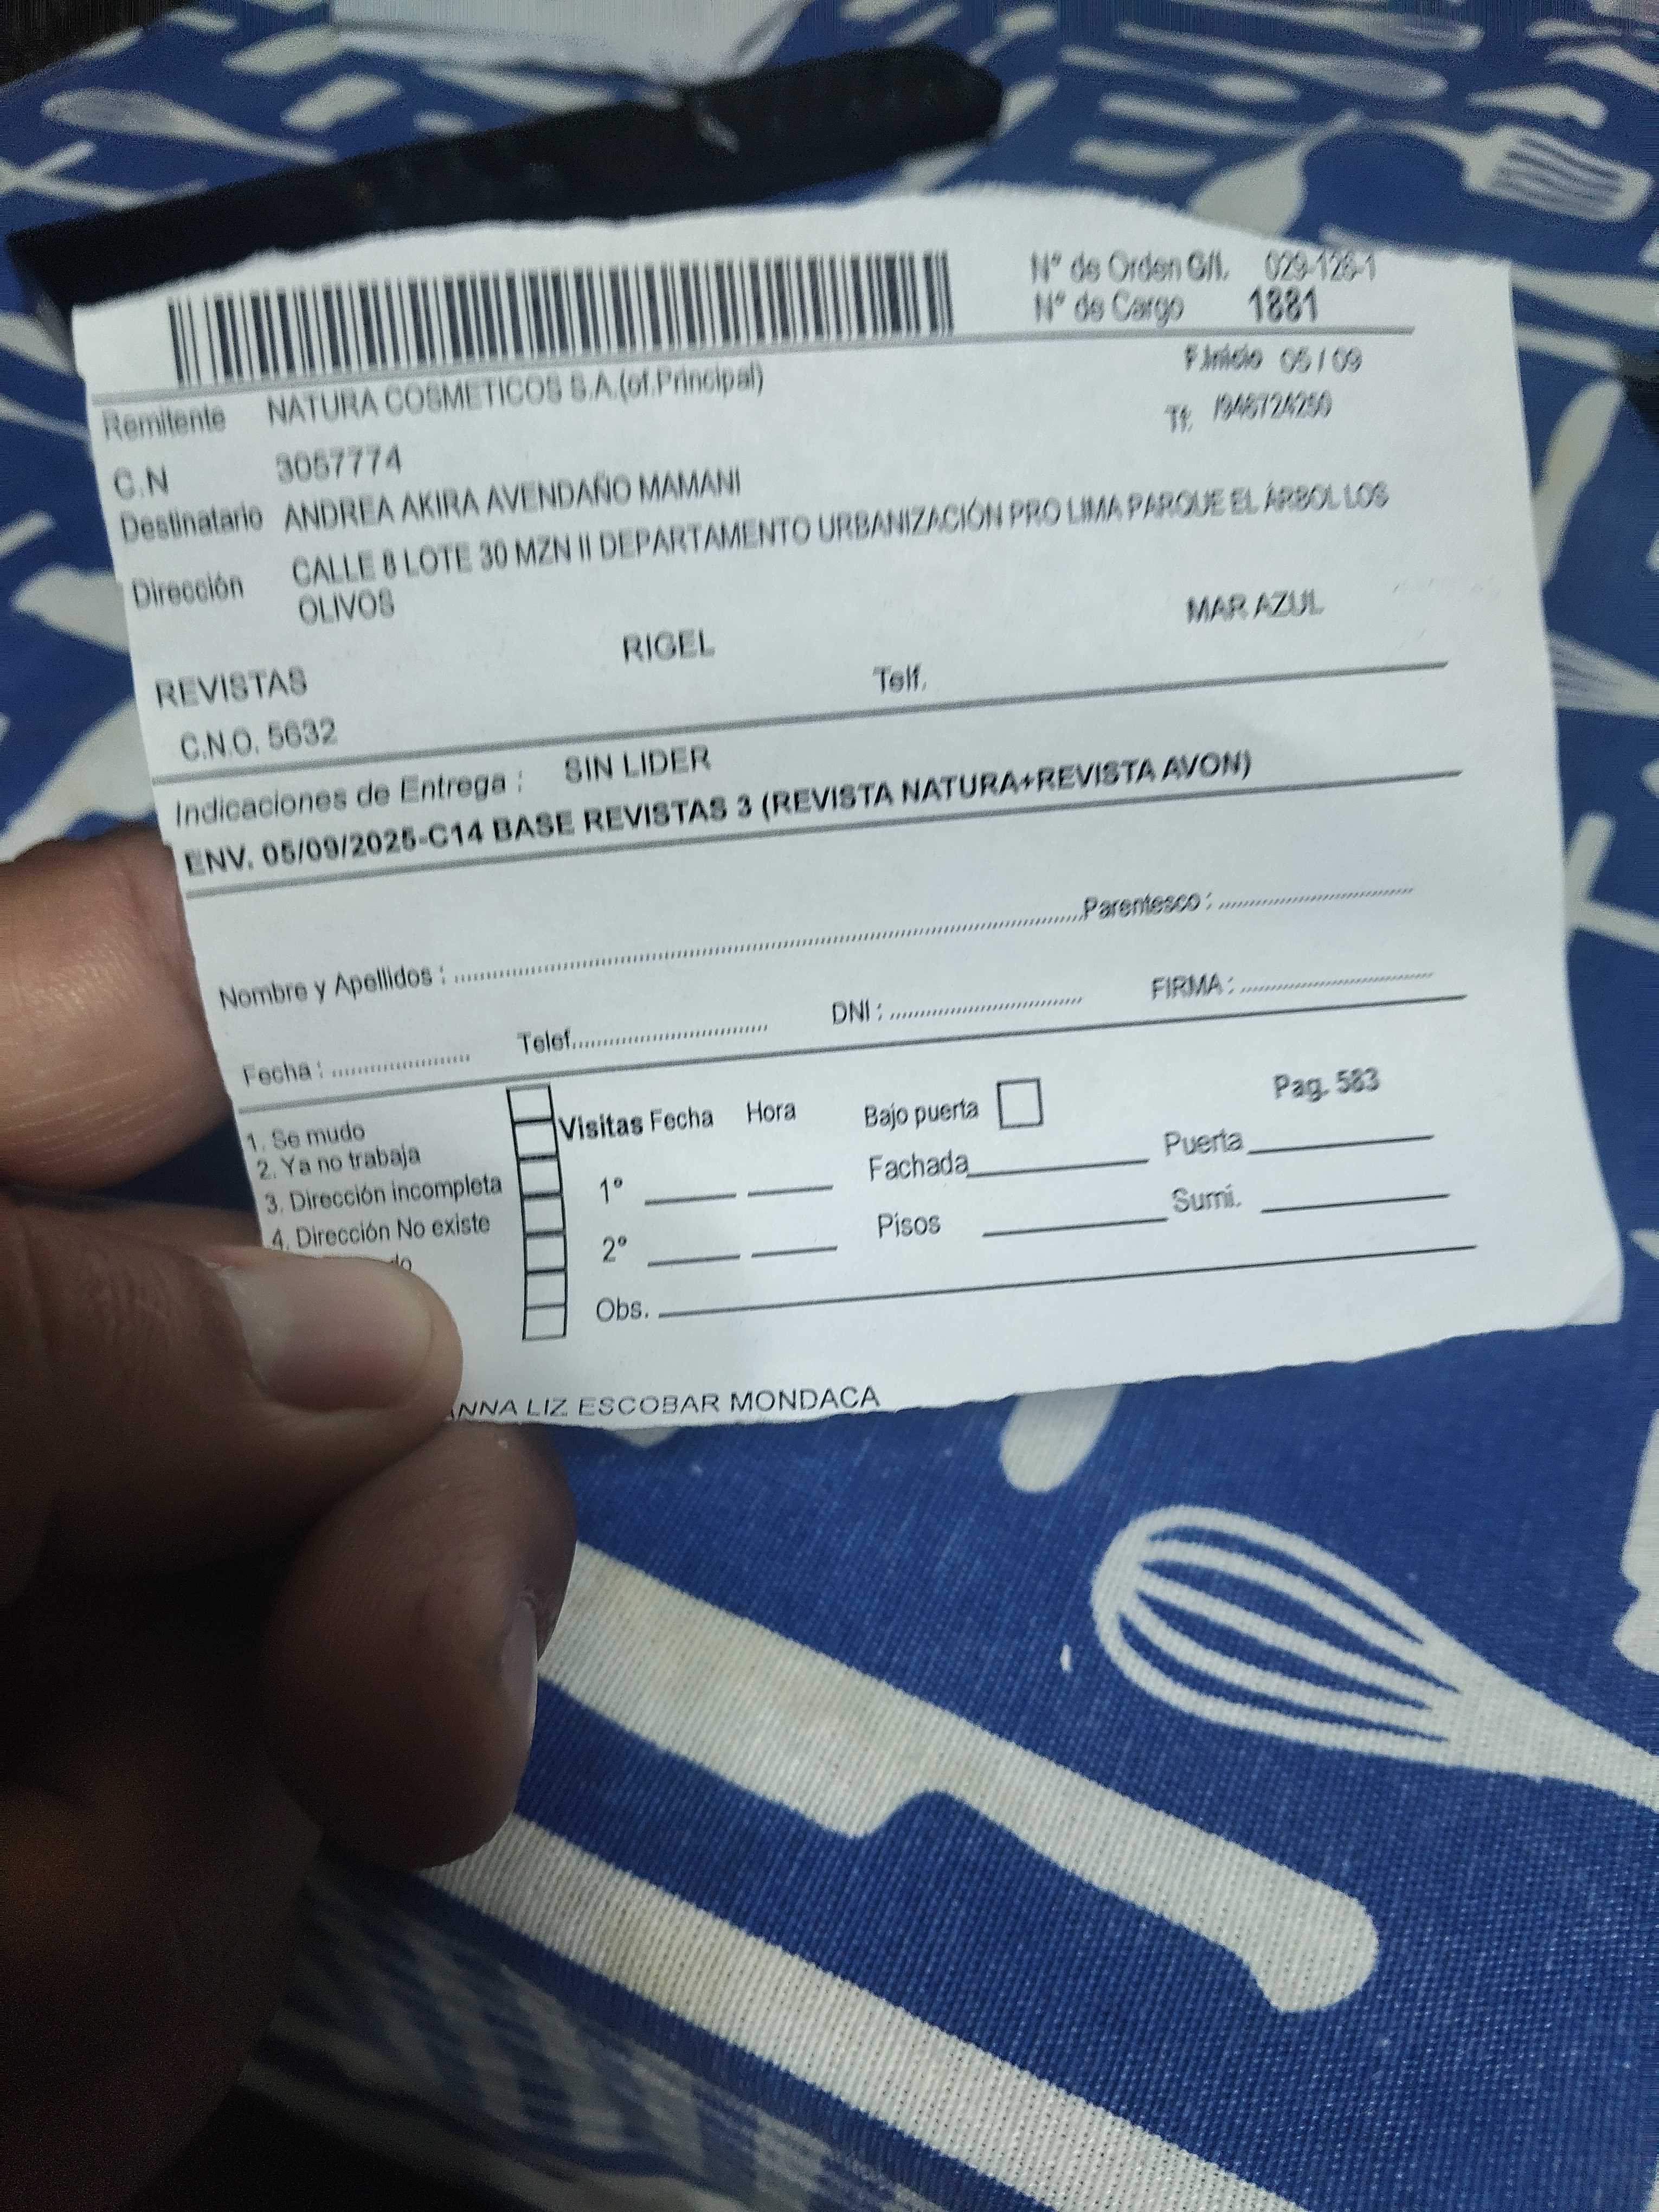 Nº de Orden G/I. 029-126-1
Nº de Cargo 1881
F.Inicio 05 / 09
Remitente NATURA COSMETICOS S.A.(of.Principal)
Tf. /946724250
C.N 3057774
Destinatario ANDREA AKIRA AVENDAÑO MAMANI
Dirección CALLE 8 LOTE 30 MZN II DEPARTAMENTO URBANIZACIÓN PRO LIMA PARQUE EL ÁRBOL LOS
OLIVOS
REVISTAS RIGEL MAR AZUL
C.N.O. 5632 Telf.
Indicaciones de Entrega : SIN LIDER
ENV. 05/09/2025-C14 BASE REVISTAS 3 (REVISTA NATURA+REVISTA AVON)
Nombre y Apellidos : Parentesco :
Fecha : Telef. DNI : FIRMA :
1. Se mudo Visitas Fecha Hora Bajo puerta Pag. 583
2. Ya no trabaja
3. Dirección incompleta 1º Fachada Puerta
4. Dirección No existe 2º Pisos Sumi.
Obs.
LIZ ESCOBAR MONDACA